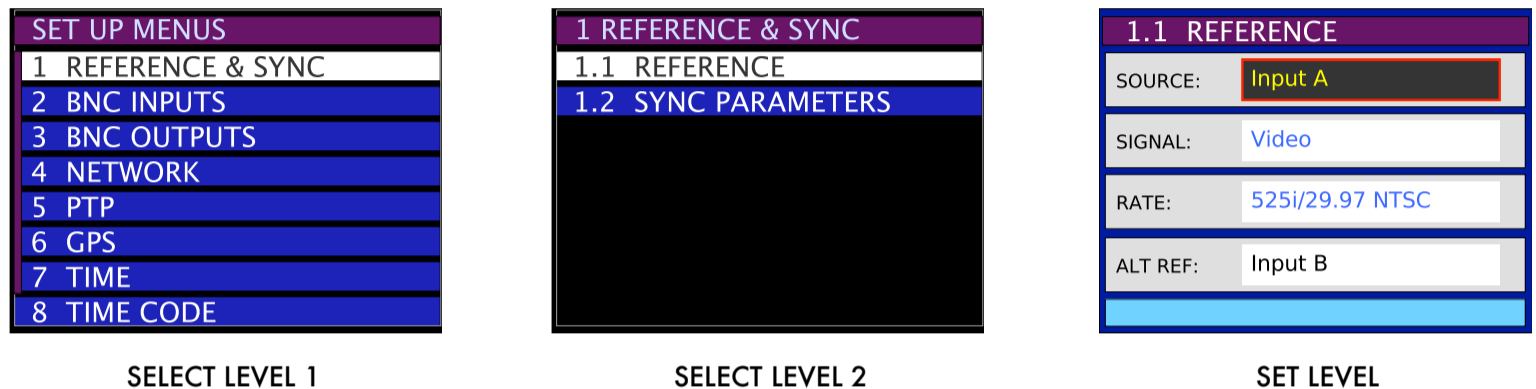 SET UP MENUS
1 REFERENCE & SYNC
2 BNC INPUTS
3 BNC OUTPUTS
4 NETWORK
5 PTP
6 GPS
7 TIME
8 TIME CODE
SELECT LEVEL 1
1 REFERENCE & SYNC
1.1 REFERENCE
1.2 SYNC PARAMETERS
SELECT LEVEL 2
1.1 REFERENCE
SOURCE: Input A
SIGNAL: Video
RATE: 525i/29.97 NTSC
ALT REF: Input B
SET LEVEL